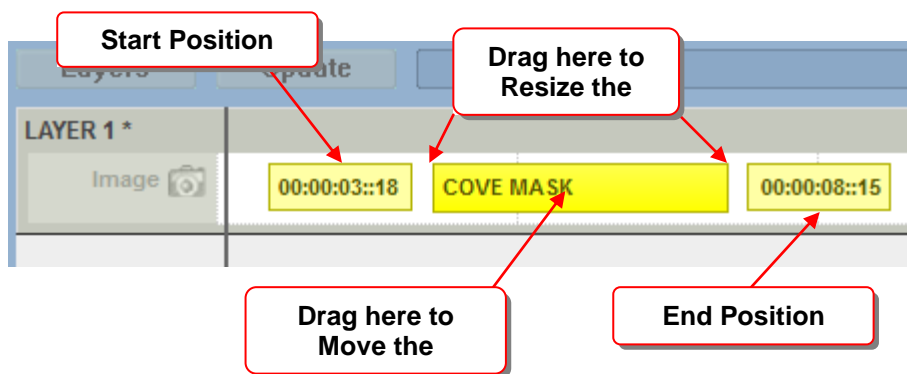 Start Position
Drag here to
Resize the
Layers
Update
LAYER 1 *
Image
00:00:03::18
COVE MASK
00:00:08::15
Drag here to
Move the
End Position